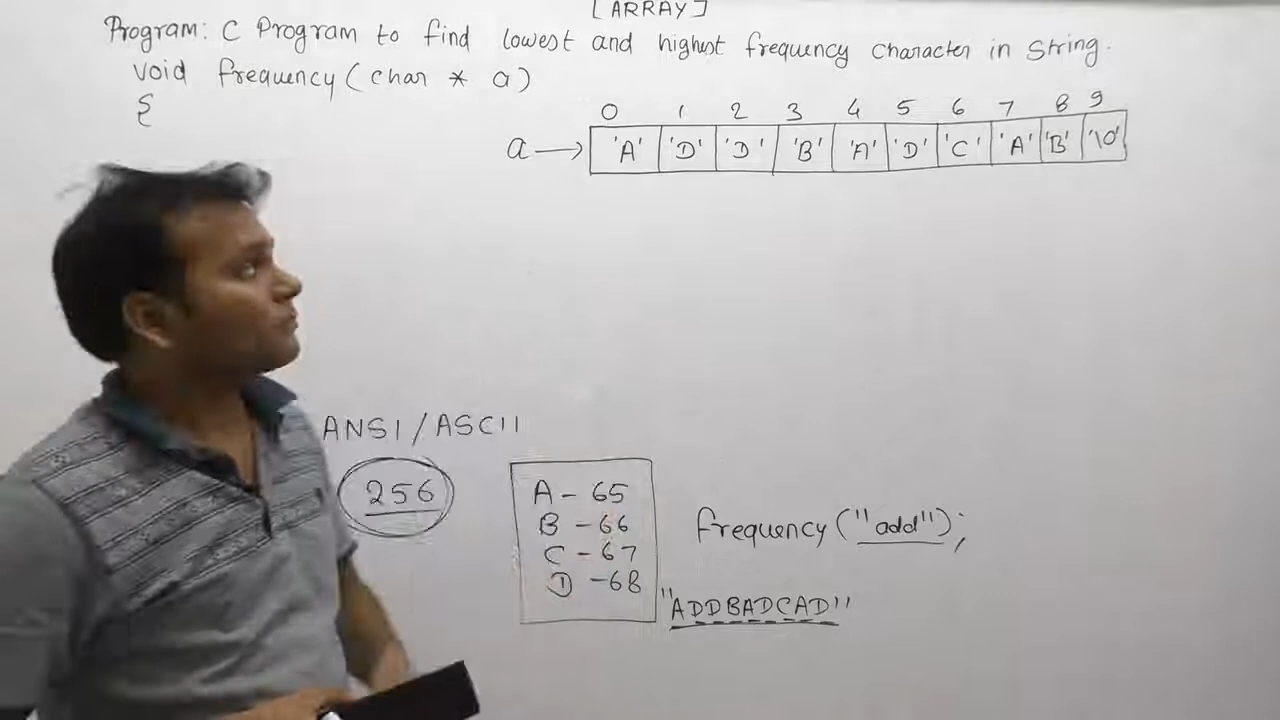 [ARRAY]
Program: C Program to find lowest and highest frequency character in string.
void frequency(char * a)
{
0 1 2 3 4 5 6 7 8 9
a → 'A' 'D' 'D' 'B' 'A' 'D' 'C' 'A' 'B' '\0'
ANSI/ASCII
256
A - 65
B - 66
C - 67
D - 68
frequency("add");
"ADDBADCAD"